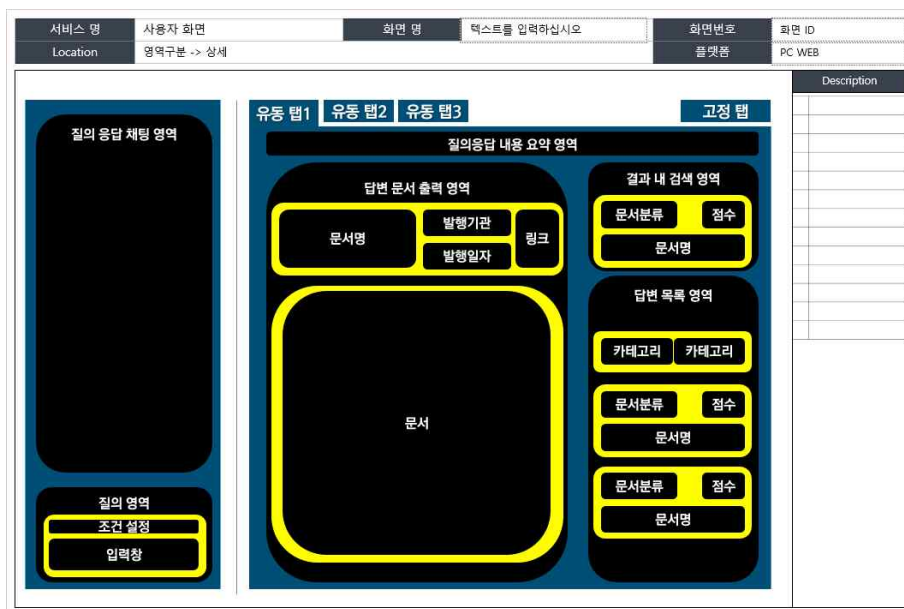 서비스 명 사용자 화면 화면 명 텍스트를 입력하십시오 화면번호 화면 ID
Location 영역구분 -> 상세 플랫폼 PC WEB
Description
질의 응답 채팅 영역
질의 영역
조건 설정
입력창
유동 탭1 유동 탭2 유동 탭3 고정 탭
질의응답 내용 요약 영역
답변 문서 출력 영역
문서명 발행기관 링크
발행일자
문서
결과 내 검색 영역
문서분류 점수
문서명
답변 목록 영역
카테고리 카테고리
문서분류 점수
문서명
문서분류 점수
문서명